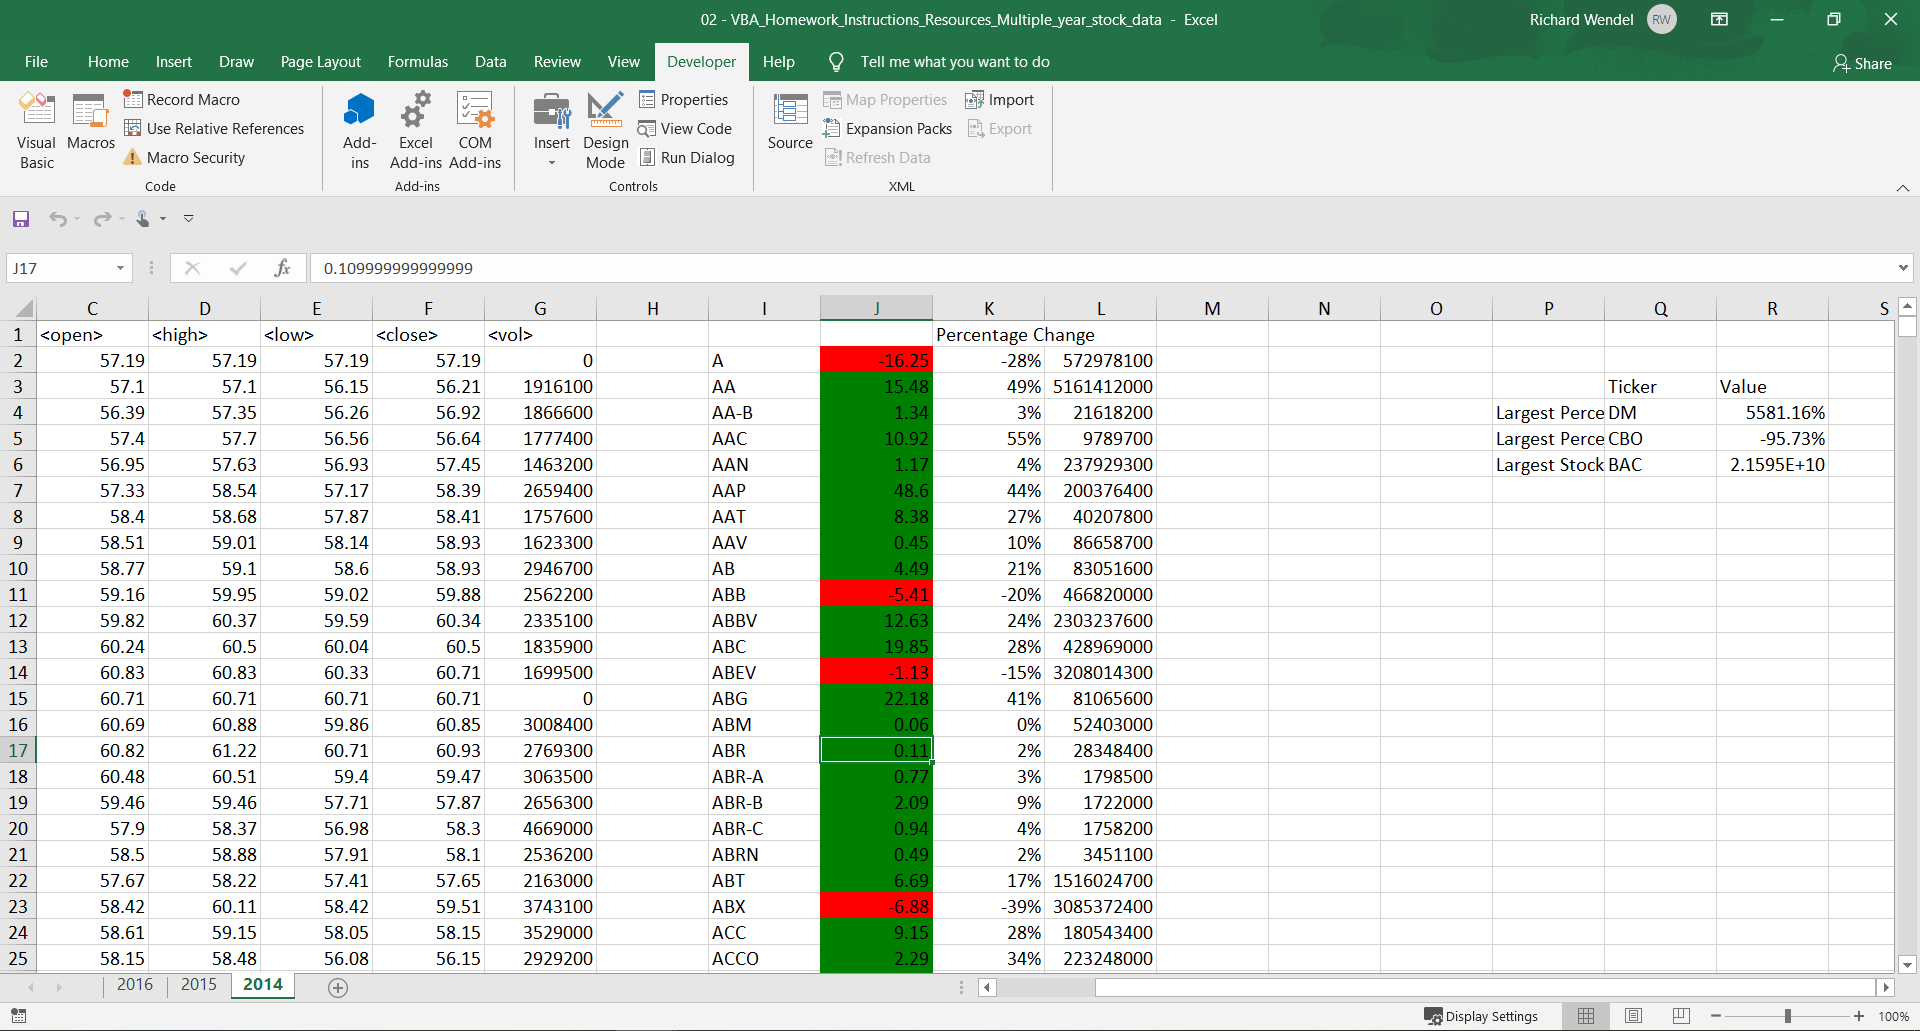 02 - VBA_Homework_Instructions_Resources_Multiple_year_stock_data - Excel
Richard Wendel RW
File Home Insert Draw Page Layout Formulas Data Review View Developer Help Tell me what you want to do Share
Visual Basic
Macros
Record Macro
Use Relative References
Macro Security
Code
Add-ins
Excel Add-ins
COM Add-ins
Add-ins
Insert
Design Mode
Properties
View Code
Run Dialog
Controls
Source
Map Properties
Expansion Packs
Refresh Data
Import
Export
XML
J17 fx 0.109999999999999
C D E F G H I J K L M N O P Q R S
1 <open> <high> <low> <close> <vol> Percentage Change
2 57.19 57.19 57.19 57.19 0 A -16.25 -28% 572978100
3 57.1 57.1 56.15 56.21 1916100 AA 15.48 49% 5161412000 Ticker Value
4 56.39 57.35 56.26 56.92 1866600 AA-B 1.34 3% 21618200 Largest Perce DM 5581.16%
5 57.4 57.7 56.56 56.64 1777400 AAC 10.92 55% 9789700 Largest Perce CBO -95.73%
6 56.95 57.63 56.93 57.45 1463200 AAN 1.17 4% 237929300 Largest Stock BAC 2.1595E+10
7 57.33 58.54 57.17 58.39 2659400 AAP 48.6 44% 200376400
8 58.4 58.68 57.87 58.41 1757600 AAT 8.38 27% 40207800
9 58.51 59.01 58.14 58.93 1623300 AAV 0.45 10% 86658700
10 58.77 59.1 58.6 58.93 2946700 AB 4.49 21% 83051600
11 59.16 59.95 59.02 59.88 2562200 ABB -5.41 -20% 466820000
12 59.82 60.37 59.59 60.34 2335100 ABBV 12.63 24% 2303237600
13 60.24 60.5 60.04 60.5 1835900 ABC 19.85 28% 428969000
14 60.83 60.83 60.33 60.71 1699500 ABEV -1.13 -15% 3208014300
15 60.71 60.71 60.71 60.71 0 ABG 22.18 41% 81065600
16 60.69 60.88 59.86 60.85 3008400 ABM 0.06 0% 52403000
17 60.82 61.22 60.71 60.93 2769300 ABR 0.11 2% 28348400
18 60.48 60.51 59.4 59.47 3063500 ABR-A 0.77 3% 1798500
19 59.46 59.46 57.71 57.87 2656300 ABR-B 2.09 9% 1722000
20 57.9 58.37 56.98 58.3 4669000 ABR-C 0.94 4% 1758200
21 58.5 58.88 57.91 58.1 2536200 ABRN 0.49 2% 3451100
22 57.67 58.22 57.41 57.65 2163000 ABT 6.69 17% 1516024700
23 58.42 60.11 58.42 59.51 3743100 ABX -6.88 -39% 3085372400
24 58.61 59.15 58.05 58.15 3529000 ACC 9.15 28% 180543400
25 58.15 58.48 56.08 56.15 2929200 ACCO 2.29 34% 223248000
2016 2015 2014
Display Settings 100%